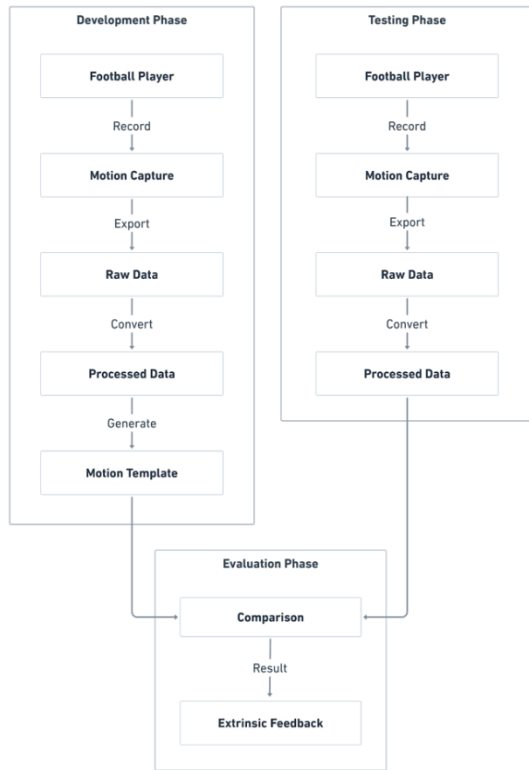 Development Phase
Football Player
Record
Motion Capture
Export
Raw Data
Convert
Processed Data
Generate
Motion Template
Testing Phase
Football Player
Record
Motion Capture
Export
Raw Data
Convert
Processed Data
Evaluation Phase
Comparison
Result
Extrinsic Feedback